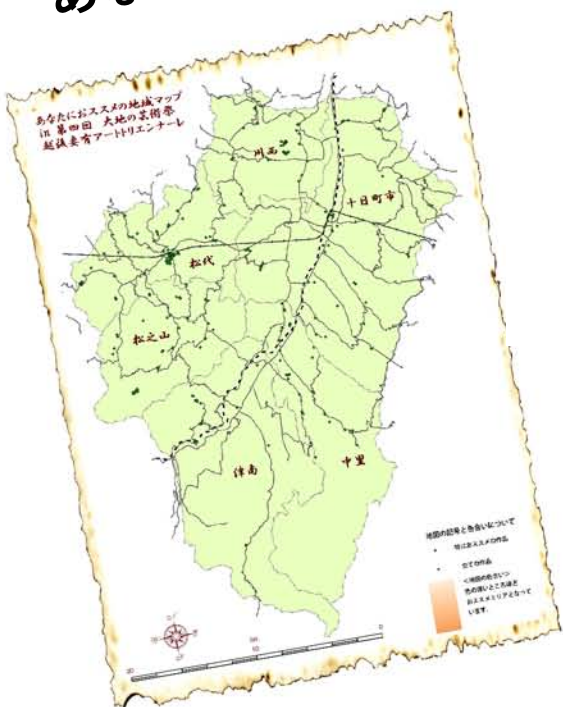 あなたにおススメの地域マップ
in 第四回 大地の芸術祭
越後妻有アートトリエンナーレ
川西
十日町市
松代
松之山
津南
中里
地図の記号と色合いについて
特におススメの作品
全ての作品
<地図の色合い>
色の濃いところほど
おススメエリアとなって
います。